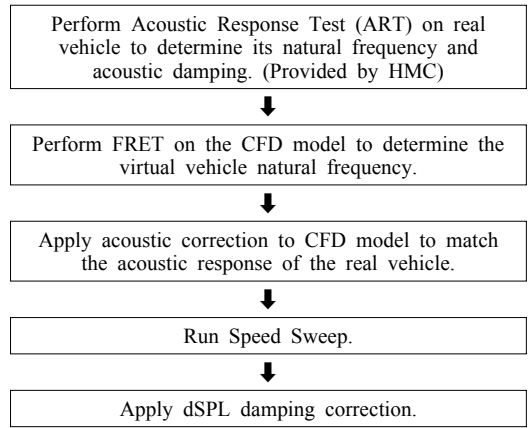 Perform Acoustic Response Test (ART) on real
vehicle to determine its natural frequency and
acoustic damping. (Provided by HMC)
Perform FRET on the CFD model to determine the
virtual vehicle natural frequency.
Apply acoustic correction to CFD model to match
the acoustic response of the real vehicle.
Run Speed Sweep.
Apply dSPL damping correction.